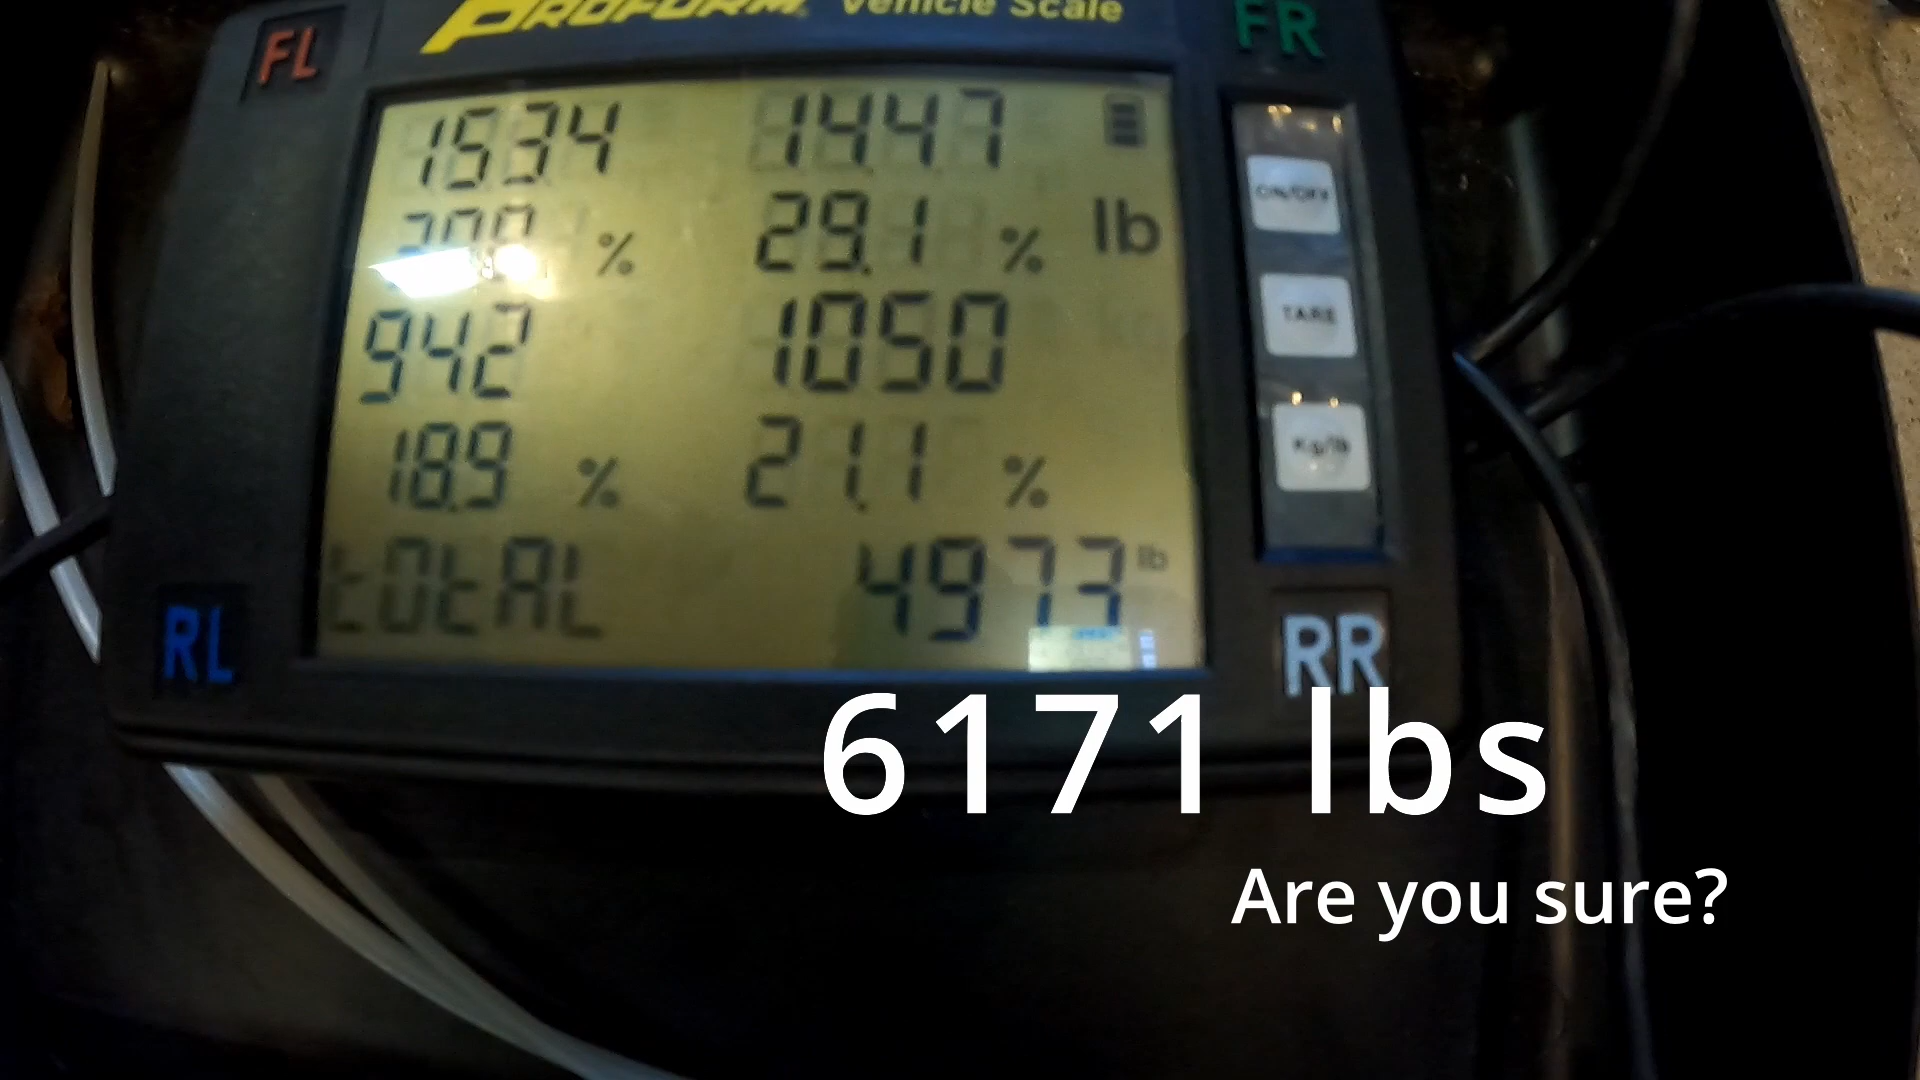 PROFORM Vehicle Scale
FL
FR
1534 1447
% 29.1 % lb
ON/OFF
942 1050
TARE
18.9 % 21.1 %
Kg/lb
total 4973 lb
RL
RR
6171 lbs
Are you sure?